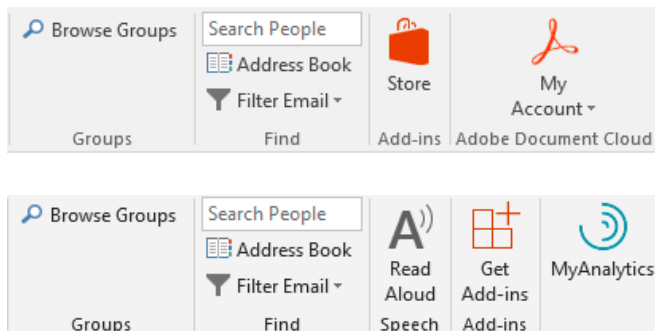 Browse Groups
Search People
Address Book
Filter Email
Store
My
Account
Groups
Find
Add-ins
Adobe Document Cloud
Browse Groups
Search People
Address Book
Filter Email
A
Read
Aloud
Get
Add-ins
MyAnalytics
Groups
Find
Speech
Add-ins